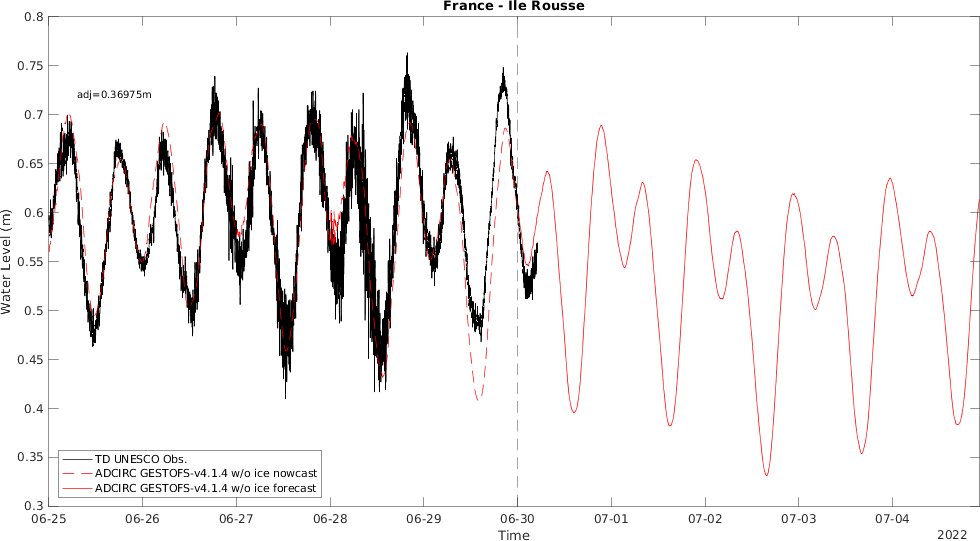 France - Ile Rousse
0.8
0.75
0.7
0.65
0.6
0.55
0.5
0.45
0.4
0.35
0.3
Water Level (m)
adj=0.36975m
TD UNESCO Obs.
ADCIRC GESTOFS-v4.1.4 w/o ice nowcast
ADCIRC GESTOFS-v4.1.4 w/o ice forecast
06-25 06-26 06-27 06-28 06-29 06-30 07-01 07-02 07-03 07-04
Time
2022